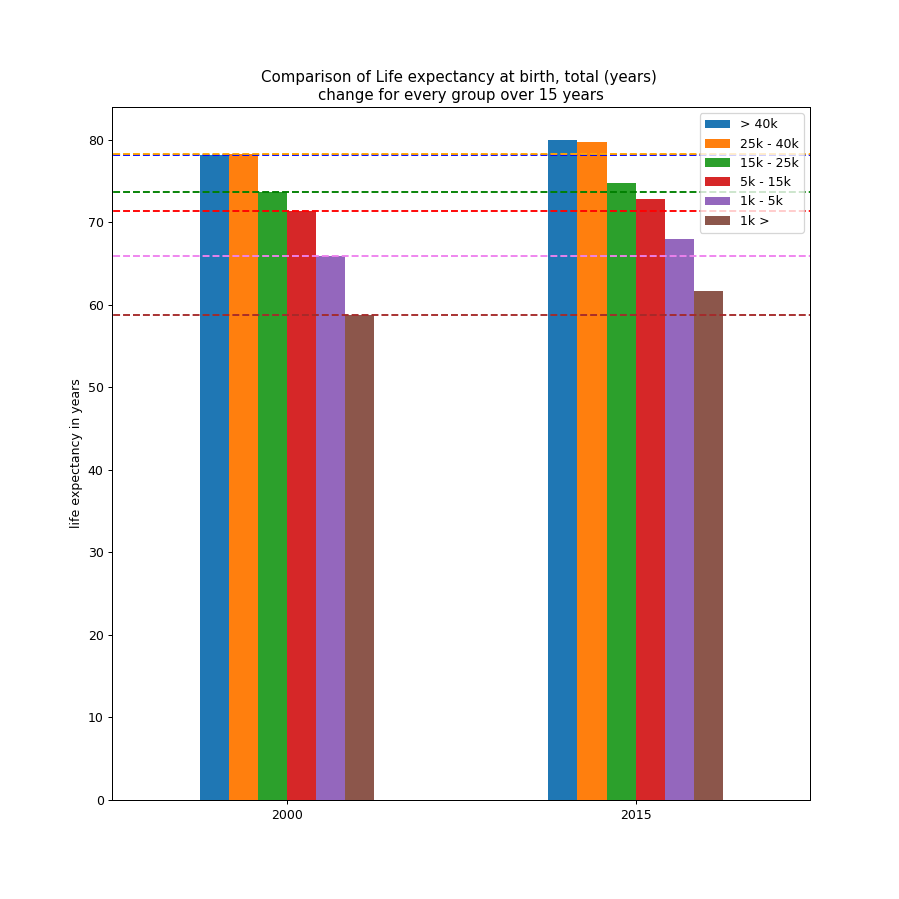 Comparison of Life expectancy at birth, total (years)
change for every group over 15 years
> 40k
25k - 40k
15k - 25k
5k - 15k
1k - 5k
1k >
80
70
60
50
40
30
20
10
0
life expectancy in years
2000
2015